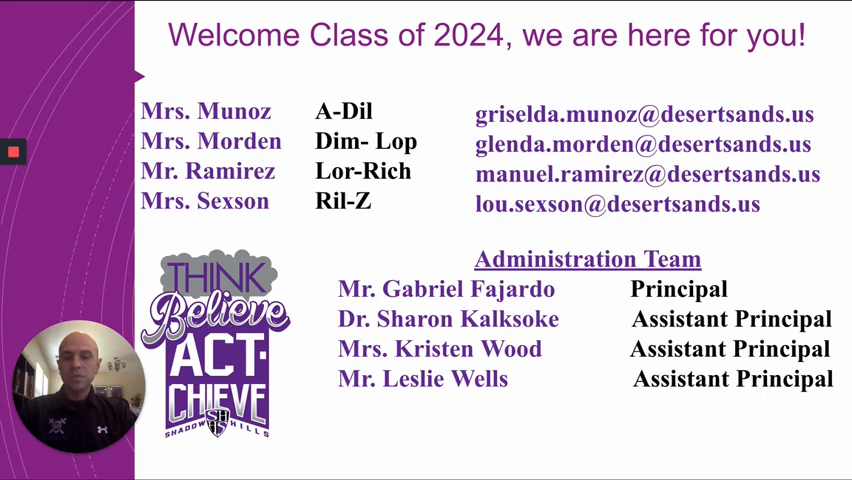 Welcome Class of 2024, we are here for you!
Mrs. Munoz A-Dil griselda.munoz@desertsands.us
Mrs. Morden Dim- Lop glenda.morden@desertsands.us
Mr. Ramirez Lor-Rich manuel.ramirez@desertsands.us
Mrs. Sexson Ril-Z lou.sexson@desertsands.us
Administration Team
Mr. Gabriel Fajardo Principal
Dr. Sharon Kalksoke Assistant Principal
Mrs. Kristen Wood Assistant Principal
Mr. Leslie Wells Assistant Principal
THINK
Believe
ACT-
CHIEVE
SH
HS
SHADOW HILLS